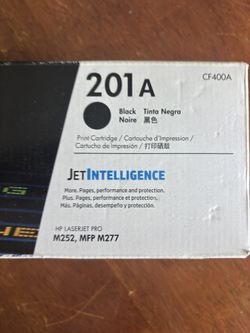 201A
CF400A
Black Tinta Negra
Noire 黑色
Print Cartridge / Cartouche d'Impression /
Cartucho de Impresión / 打印硒鼓
JETINTELLIGENCE
More. Pages, performance and protection.
Plus. Pages, performance et protection.
Más. Páginas, desempeño y protección.
HP LASERJET PRO
M252, MFP M277